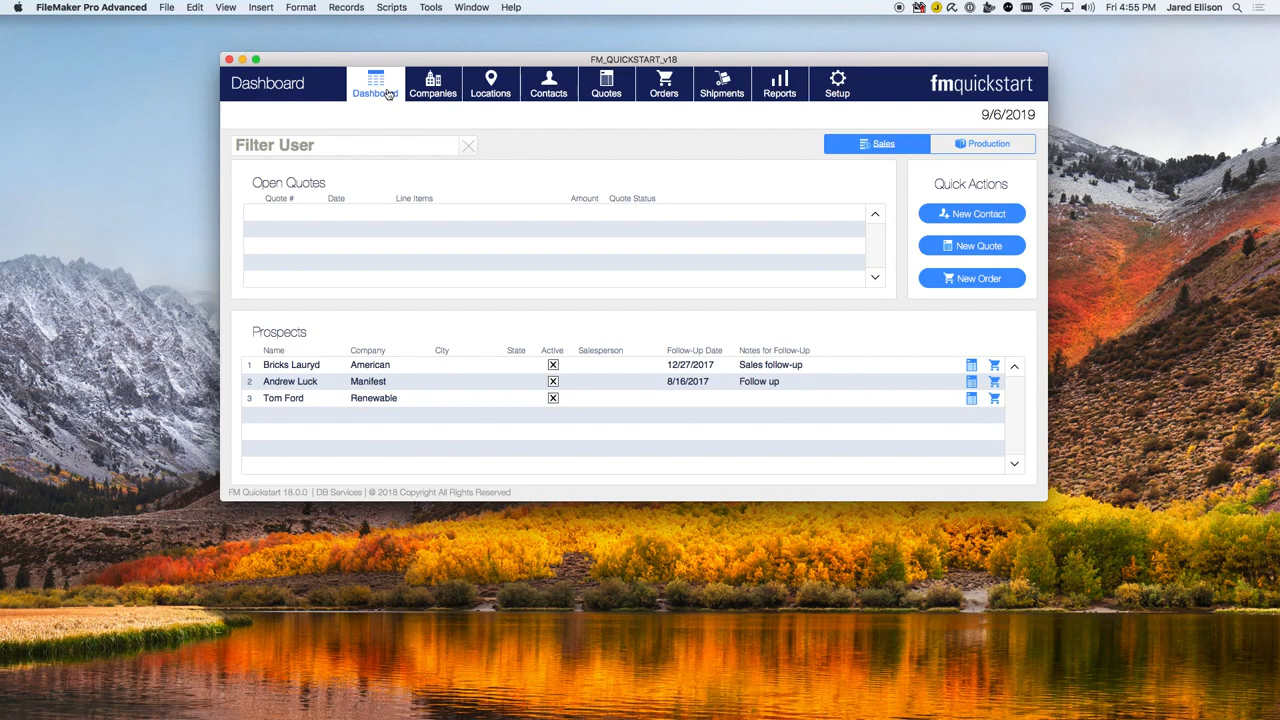 FileMaker Pro Advanced File Edit View Insert Format Records Scripts Tools Window Help Fri 4:55 PM Jared Ellison
FM_QUICKSTART_v18
Dashboard Dashboard Companies Locations Contacts Quotes Orders Shipments Reports Setup fmquickstart
9/6/2019
Filter User Sales Production
Open Quotes
Quote # Date Line Items Amount Quote Status
Quick Actions
New Contact
New Quote
New Order
Prospects
Name Company City State Active Salesperson Follow-Up Date Notes for Follow-Up
1 Bricks Lauryd American X 12/27/2017 Sales follow-up
2 Andrew Luck Manifest X 8/16/2017 Follow up
3 Tom Ford Renewable X
FM Quickstart 18.0.0 | DB Services | © 2018 Copyright All Rights Reserved